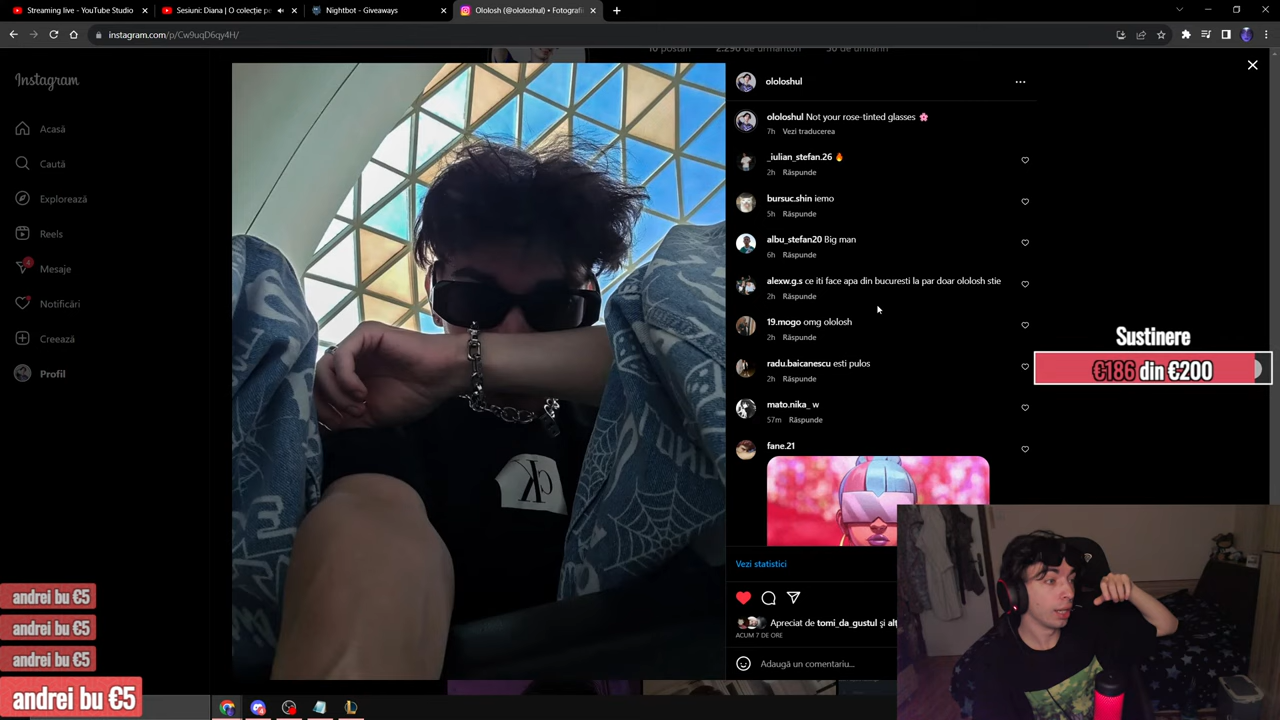 Streaming live - YouTube Studio
Sesiuni: Diana | O colecție pe
Nightbot - Giveaways
Ololosh (@ololoshul) • Fotografi
instagram.com/p/Cw9uqD6qy4H/
Instagram
Acasă
Caută
Explorează
Reels
4
Mesaje
Notificări
Creează
Profil
ololoshul
ololoshul Not your rose-tinted glasses 🌸
7h Vezi traducerea
_iulian_stefan.26 🔥
2h Răspunde
bursuc.shin iemo
5h Răspunde
albu_stefan20 Big man
6h Răspunde
alexw.g.s ce iti face apa din bucuresti la par doar ololosh stie
2h Răspunde
19.mogo omg ololosh
2h Răspunde
radu.baicanescu esti pulos
2h Răspunde
mato.nika_ w
57m Răspunde
fane.21
Vezi statistici
Apreciat de tomi_da_gustul și alț
ACUM 7 DE ORE
Adaugă un comentariu...
Sustinere
€186 din €200
andrei bu €5
andrei bu €5
andrei bu €5
andrei bu €5